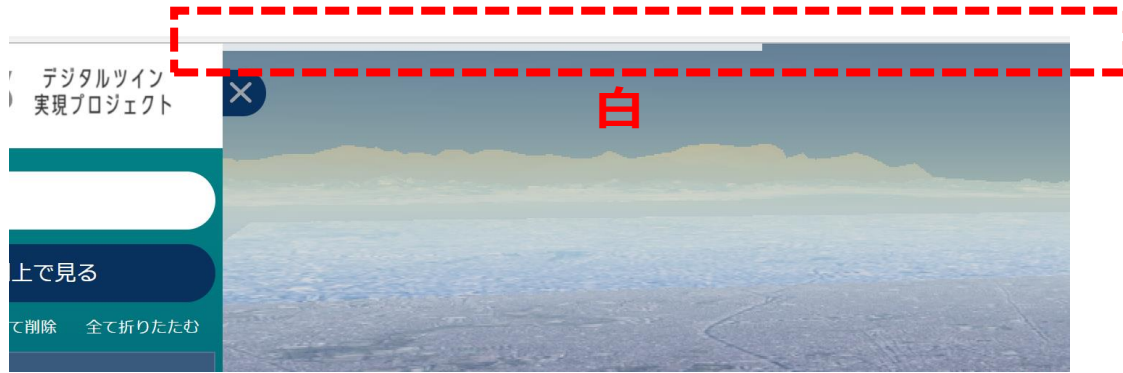 デジタルツイン
実現プロジェクト
白
上で見る
て削除 全て折りたたむ